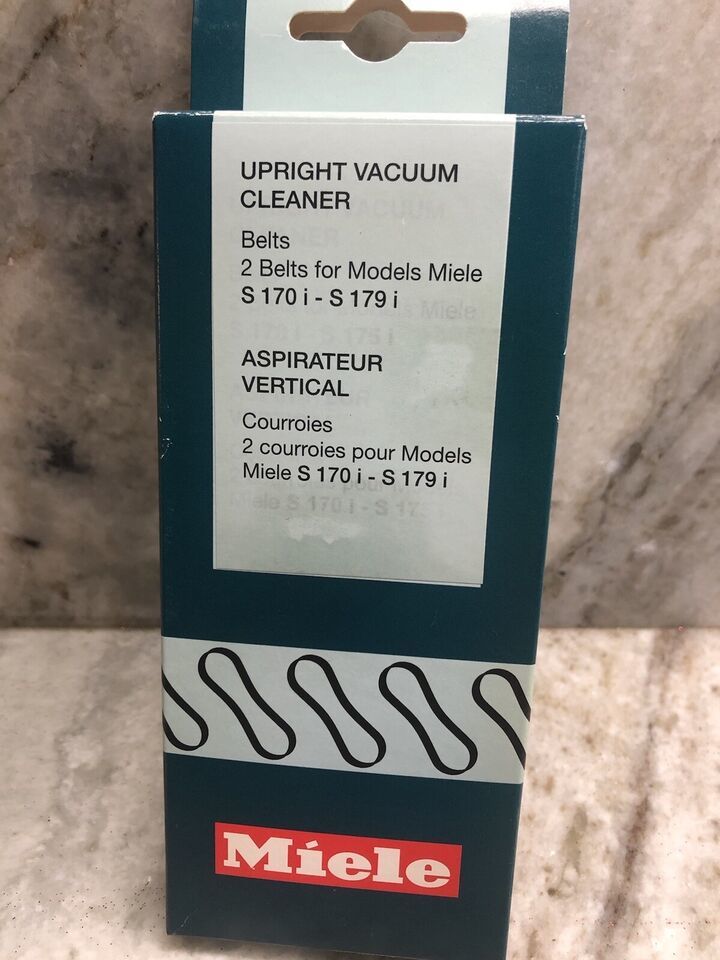 UPRIGHT VACUUM
CLEANER
Belts
2 Belts for Models Miele
S 170 i - S 179 i
ASPIRATEUR
VERTICAL
Courroies
2 courroies pour Models
Miele S 170 i - S 179 i
Miele